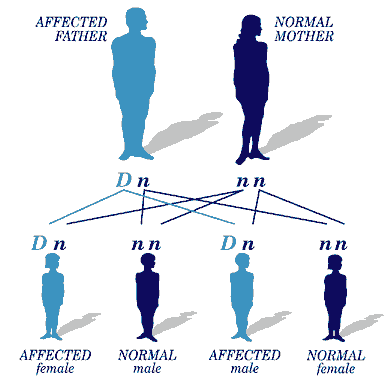 AFFECTED FATHER
NORMAL MOTHER
D n
n n
D n
n n
D n
n n
AFFECTED female
NORMAL male
AFFECTED male
NORMAL female